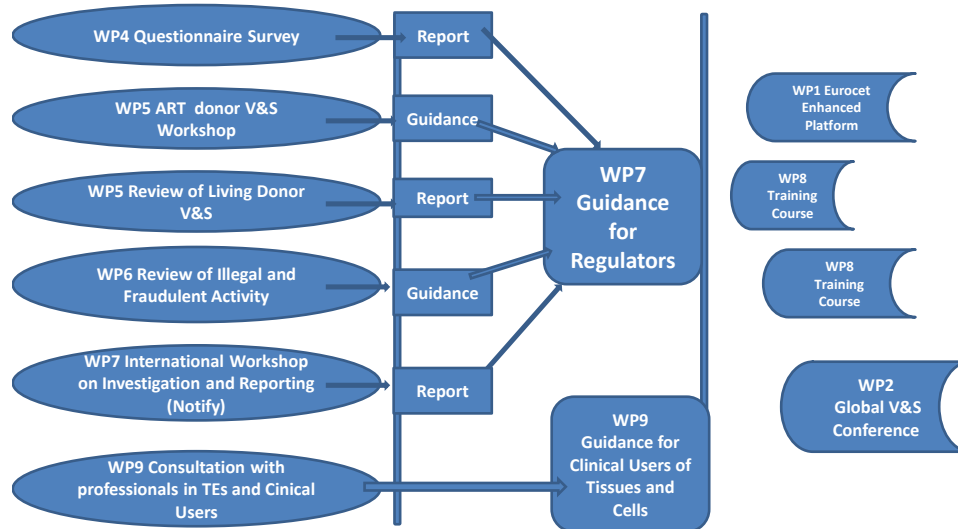 WP4 Questionnaire Survey
Report
WP5 ART donor V&S
Workshop
Guidance
WP5 Review of Living Donor
V&S
Report
WP6 Review of Illegal and
Fraudulent Activity
Guidance
WP7 International Workshop
on Investigation and Reporting
(Notify)
Report
WP9 Consultation with
professionals in TEs and Cinical
Users
WP7
Guidance
for
Regulators
WP9
Guidance for
Clinical Users of
Tissues and
Cells
WP1 Eurocet
Enhanced
Platform
WP8
Training
Course
WP8
Training
Course
WP2
Global V&S
Conference